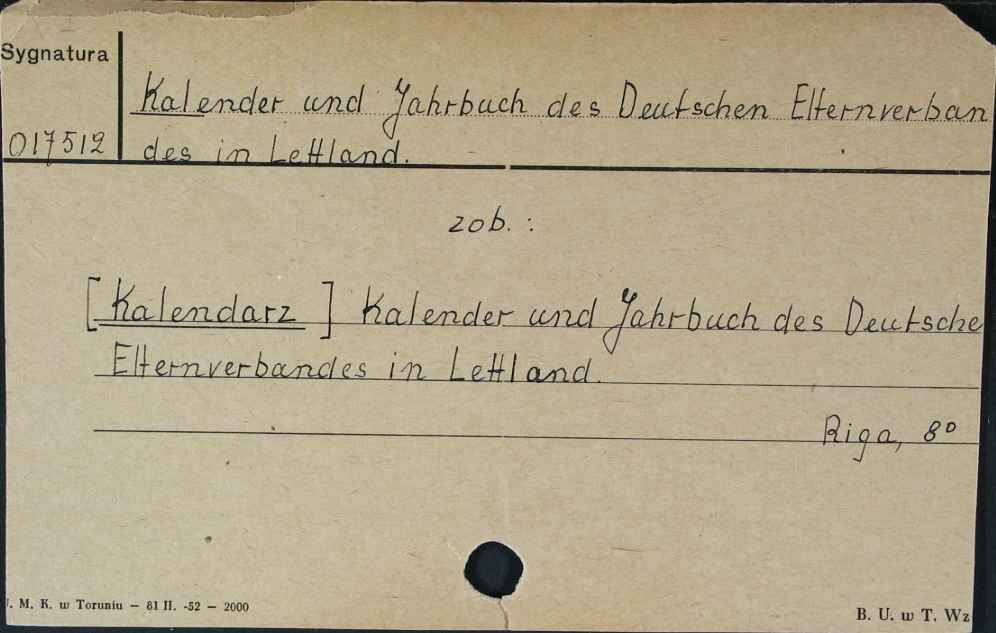 Sygnatura
Kalender und Jahrbuch des Deutschen Elternverban
017512 des in Lettland.
zob. :
[Kalendarz] Kalender und Jahrbuch des Deutsche
Elternverbandes in Lettland.
Riga, 8°
. M. K. w Toruniu — 81 II. -52 — 2000
B. U. w T. Wz